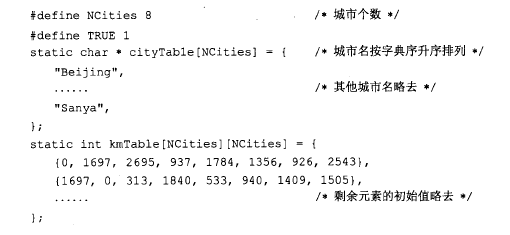 #define NCities 8 /* 城市个数 */
#define TRUE 1
static char * cityTable[NCities] = { /* 城市名按字典序升序排列 */
"Beijing",
...... /* 其他城市名略去 */
"Sanya",
};
static int kmTable[NCities][NCities] = {
{0, 1697, 2695, 937, 1784, 1356, 926, 2543},
{1697, 0, 313, 1840, 533, 940, 1409, 1505},
...... /* 剩余元素的初始值略去 */
};